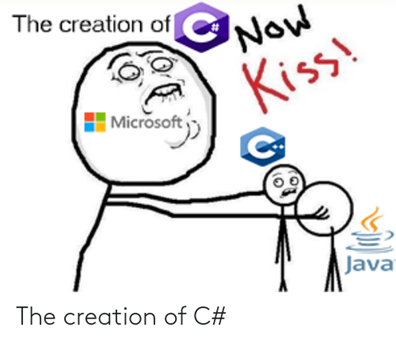 The creation of C#
NOW
Kiss!
Microsoft
C++
Java
The creation of C#